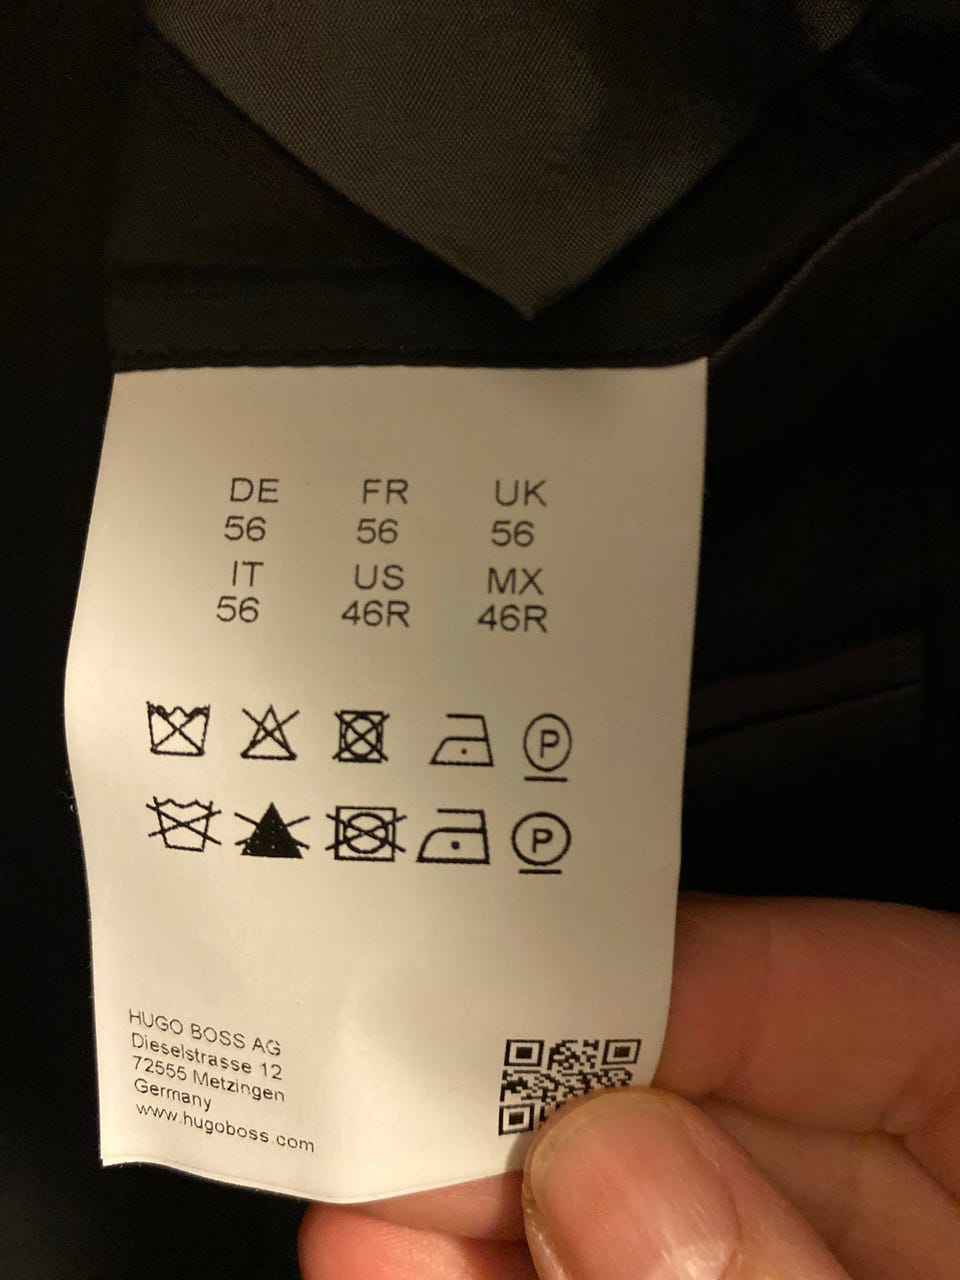 DE FR UK
56 56 56
IT US MX
56 46R 46R
P
P
HUGO BOSS AG
Dieselstrasse 12
72555 Metzingen
Germany
www.hugoboss.com